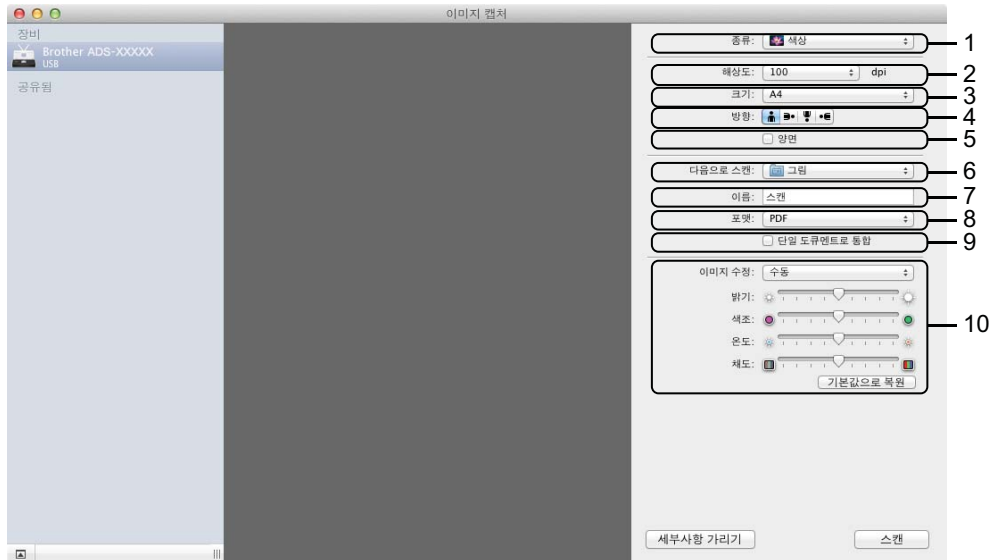 이미지 캡처
장비
Brother ADS-XXXXX
USB
공유됨
종류: 색상 1
해상도: 100 dpi 2
크기: A4 3
방향: 4
양면 5
다음으로 스캔: 그림 6
이름: 스캔 7
포맷: PDF 8
단일 도큐멘트로 통합 9
이미지 수정: 수동
밝기:
색조: 10
온도:
채도:
기본값으로 복원
세부사항 가리기 스캔